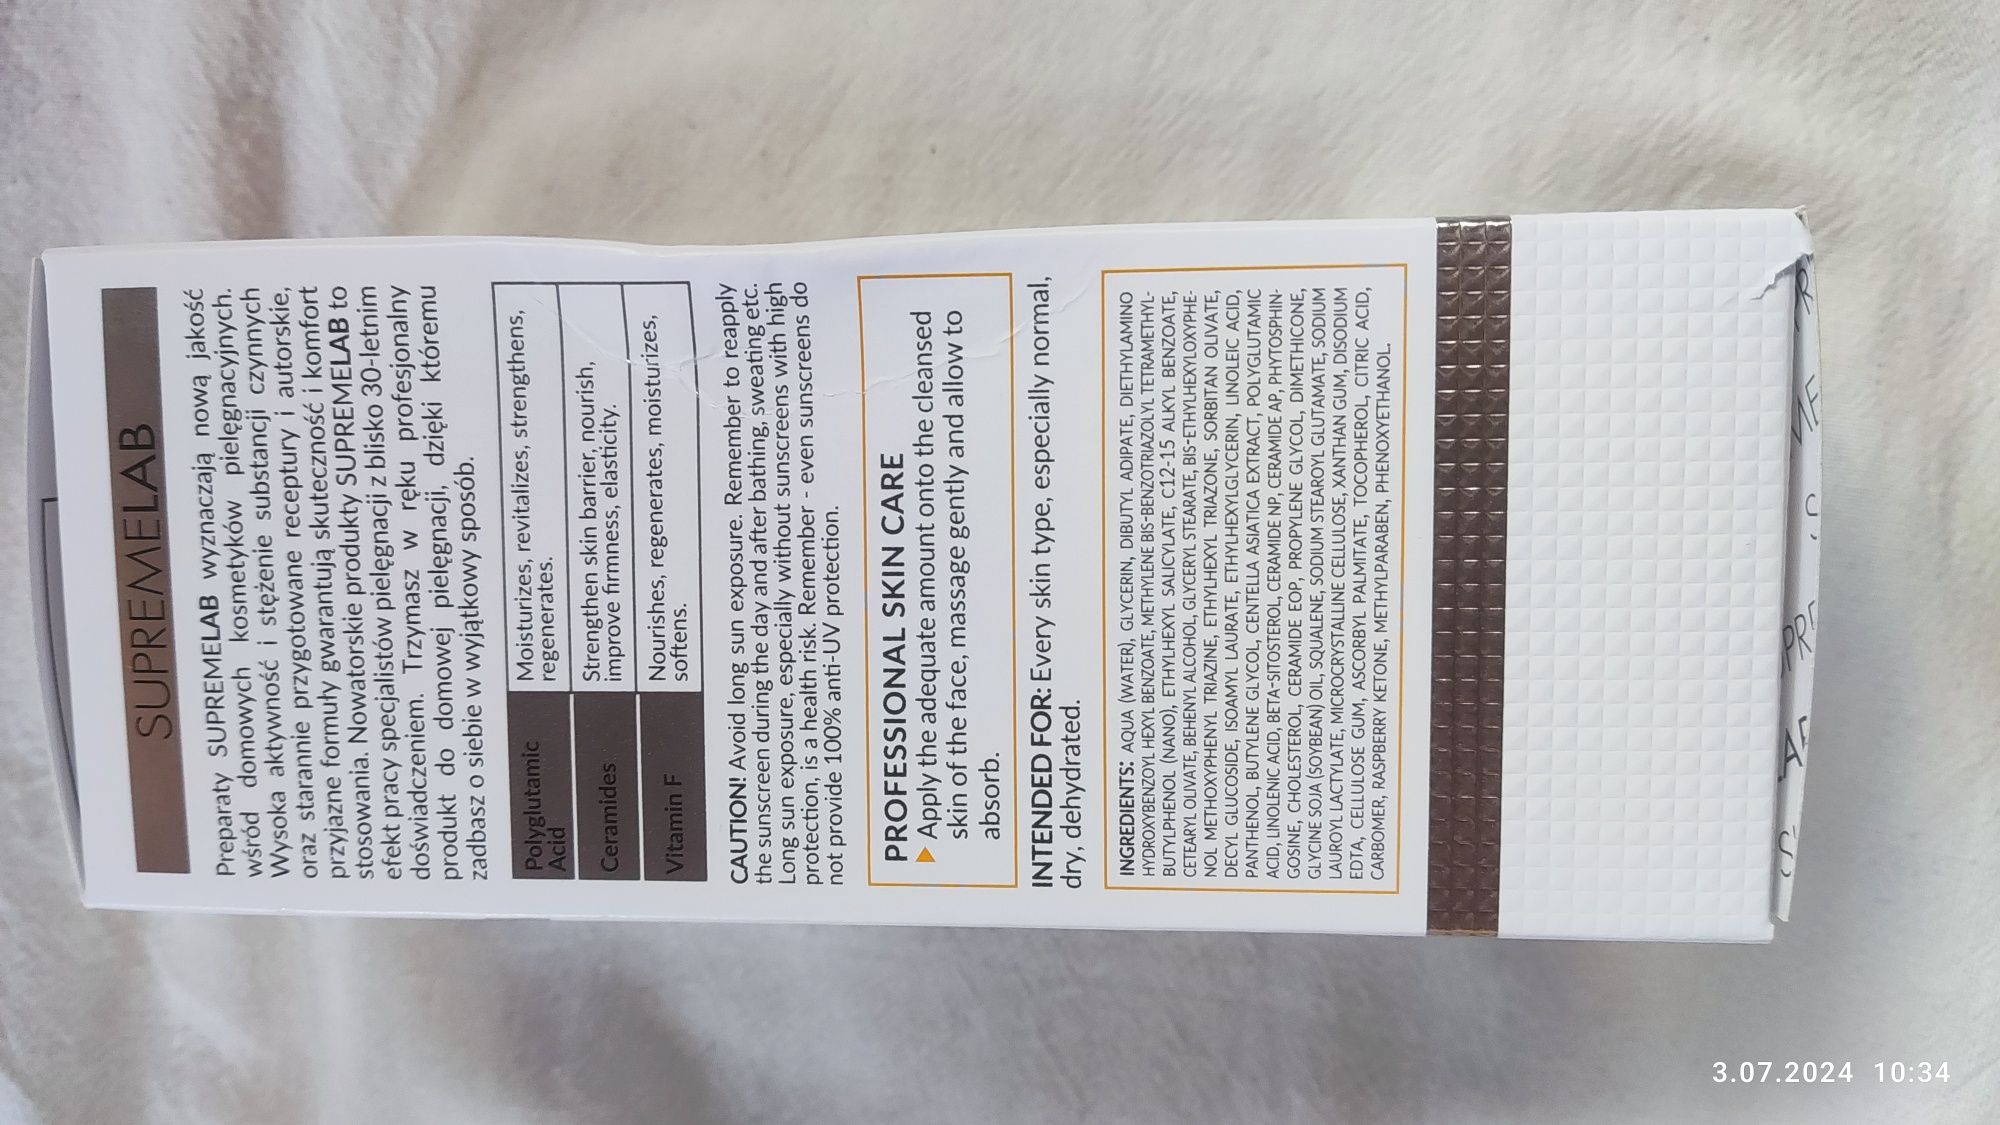 SUPREMELAB
Preparaty SUPREMELAB wyznaczają nową jakość
wśród domowych kosmetyków pielęgnacyjnych.
Wysoka aktywność i stężenie substancji czynnych
oraz starannie przygotowane receptury i autorskie,
przyjazne formuły gwarantują skuteczność i komfort
stosowania. Nowatorskie produkty SUPREMELAB to
efekt pracy specjalistów pielęgnacji z blisko 30-letnim
doświadczeniem. Trzymasz w ręku profesjonalny
produkt do domowej pielęgnacji, dzięki któremu
zadbasz o siebie w wyjątkowy sposób.
Polyglutamic
Acid
Moisturizes, revitalizes, strengthens,
regenerates.
Ceramides
Strengthen skin barrier, nourish,
improve firmness, elasticity.
Vitamin F
Nourishes, regenerates, moisturizes,
softens.
CAUTION! Avoid long sun exposure. Remember to reapply
the sunscreen during the day and after bathing, sweating etc.
Long sun exposure, especially without sunscreens with high
protection, is a health risk. Remember - even sunscreens do
not provide 100% anti-UV protection.
PROFESSIONAL SKIN CARE
Apply the adequate amount onto the cleansed
skin of the face, massage gently and allow to
absorb.
INTENDED FOR: Every skin type, especially normal,
dry, dehydrated.
INGREDIENTS: AQUA (WATER), GLYCERIN, DIBUTYL ADIPATE, DIETHYLAMINO
HYDROXYBENZOYL HEXYL BENZOATE, METHYLENE BIS-BENZOTRIAZOLYL TETRAMETHYL-
BUTYLPHENOL (NANO), ETHYLHEXYL SALICYLATE, C12-15 ALKYL BENZOATE,
CETEARYL OLIVATE, BEHENYL ALCOHOL, GLYCERYL STEARATE, BIS-ETHYLHEXYLOXYPHE-
NOL METHOXYPHENYL TRIAZINE, ETHYLHEXYL TRIAZONE, SORBITAN OLIVATE,
DECYL GLUCOSIDE, ISOAMYL LAURATE, ETHYLHEXYLGLYCERIN, LINOLEIC ACID,
PANTHENOL, BUTYLENE GLYCOL, CENTELLA ASIATICA EXTRACT, POLYGLUTAMIC
ACID, LINOLENIC ACID, BETA-SITOSTEROL, CERAMIDE NP, CERAMIDE AP, PHYTOSPHIN-
GOSINE, CHOLESTEROL, CERAMIDE EOP, PROPYLENE GLYCOL, DIMETHICONE,
GLYCINE SOJA (SOYBEAN) OIL, SQUALENE, SODIUM STEAROYL GLUTAMATE, SODIUM
LAUROYL LACTYLATE, MICROCRYSTALLINE CELLULOSE, XANTHAN GUM, DISODIUM
EDTA, CELLULOSE GUM, ASCORBYL PALMITATE, TOCOPHEROL, CITRIC ACID,
CARBOMER, RASPBERRY KETONE, METHYLPARABEN, PHENOXYETHANOL.
3.07.2024 10:34